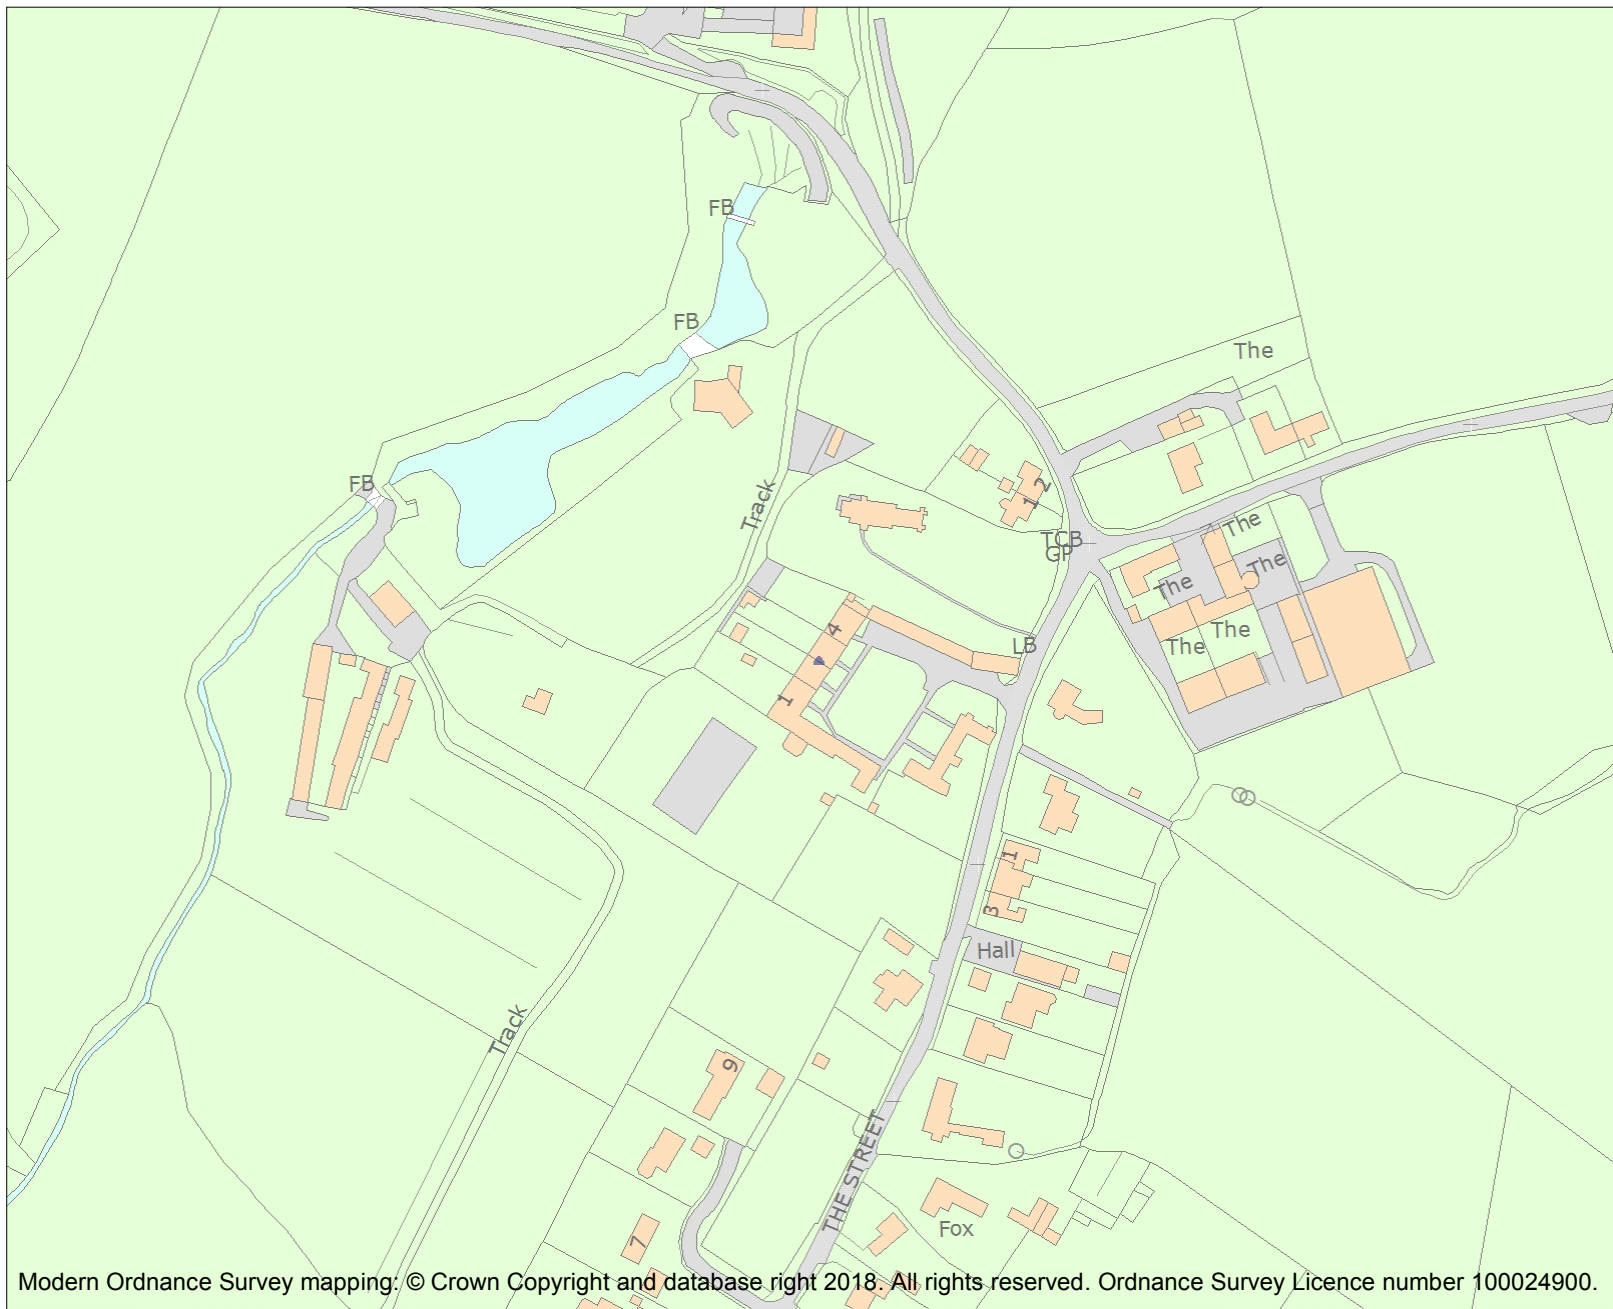 FB
FB
The
FB
Track
2
1
TCB
GP
The
The
The
The
The
4
LB
1
1
3
Hall
Track
9
THE STREET
7
Fox
Modern Ordnance Survey mapping: © Crown Copyright and database right 2018. All rights reserved. Ordnance Survey Licence number 100024900.